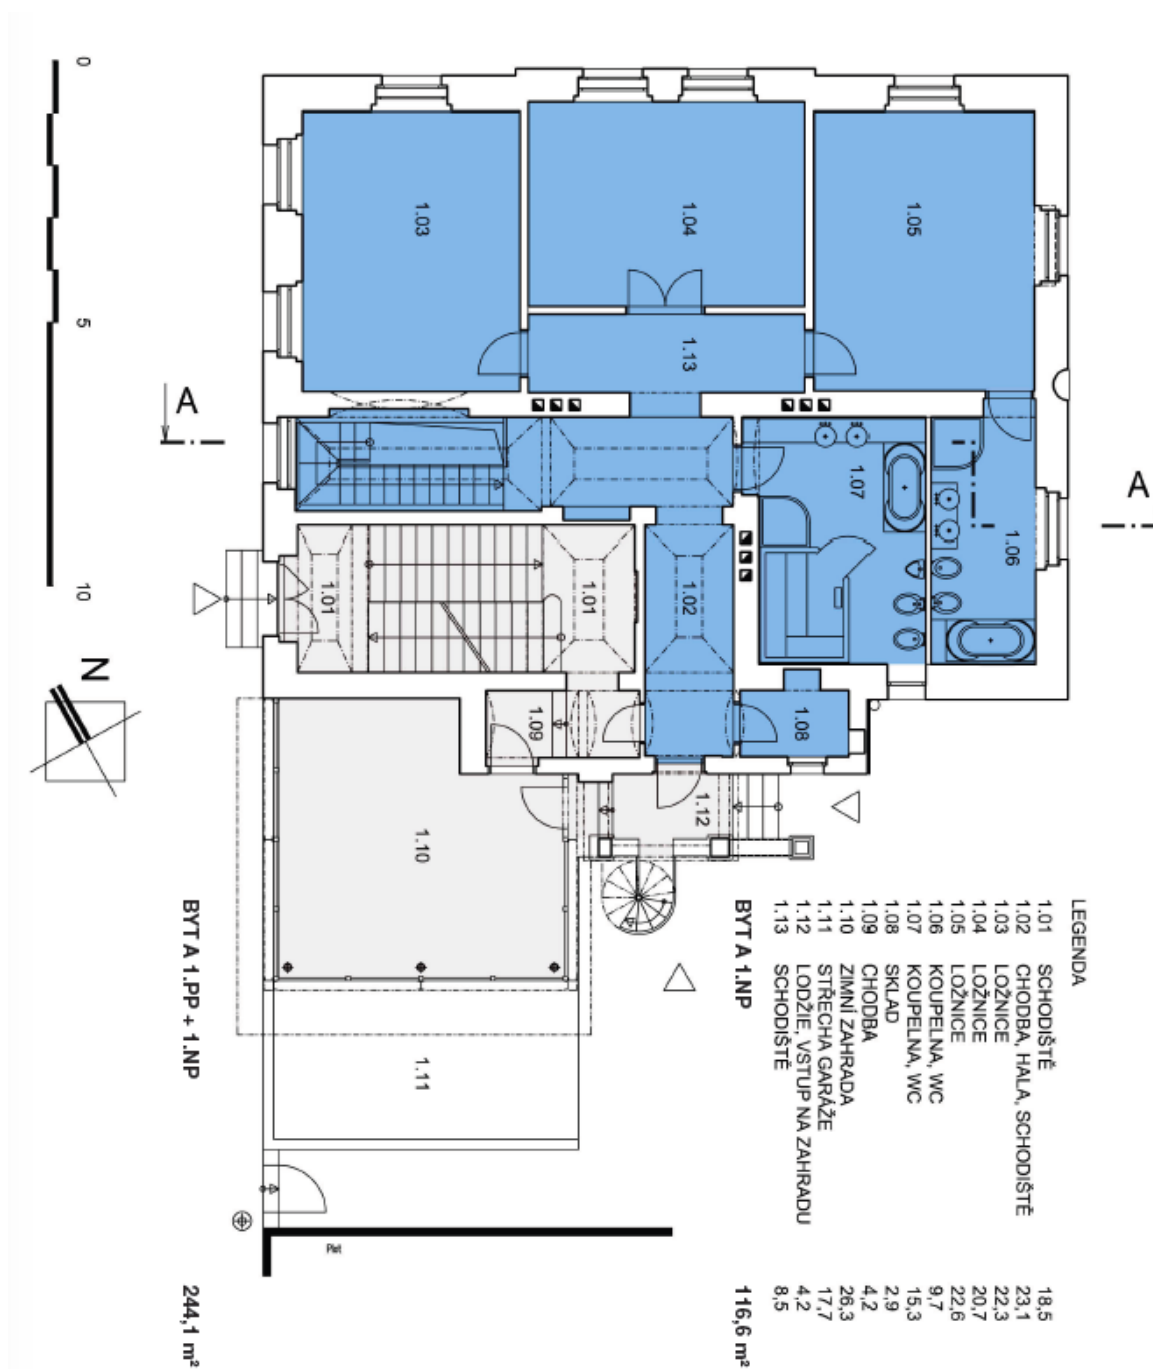 0
5
10
N
A
A
1.03
1.04
1.05
1.13
1.07
1.06
1.01
1.01
1.02
1.09
1.08
1.12
1.10
1.11
LEGENDA
1.01 SCHODIŠTĚ 18,5
1.02 CHODBA, HALA, SCHODIŠTĚ 23,1
1.03 LOŽNICE 22,3
1.04 LOŽNICE 20,7
1.05 LOŽNICE 22,6
1.06 KOUPELNA, WC 9,7
1.07 KOUPELNA, WC 15,3
1.08 SKLAD 2,9
1.09 CHODBA 4,2
1.10 ZIMNÍ ZAHRADA 26,3
1.11 STŘECHA GARÁŽE 17,7
1.12 LODŽIE, VSTUP NA ZAHRADU 4,2
1.13 SCHODIŠTĚ 8,5
BYT A 1.NP 116,6 m²
BYT A 1.PP + 1.NP 244,1 m²
Plot